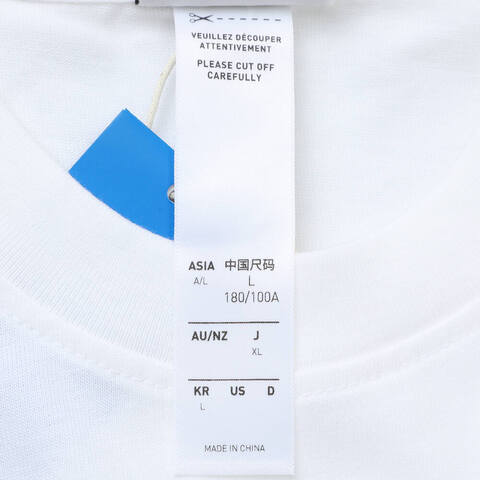 VEUILLEZ DÉCOUPER
ATTENTIVEMENT
PLEASE CUT OFF
CAREFULLY
ASIA 中国尺码
A/L L
180/100A
AU/NZ J
XL
KR US D
L
MADE IN CHINA